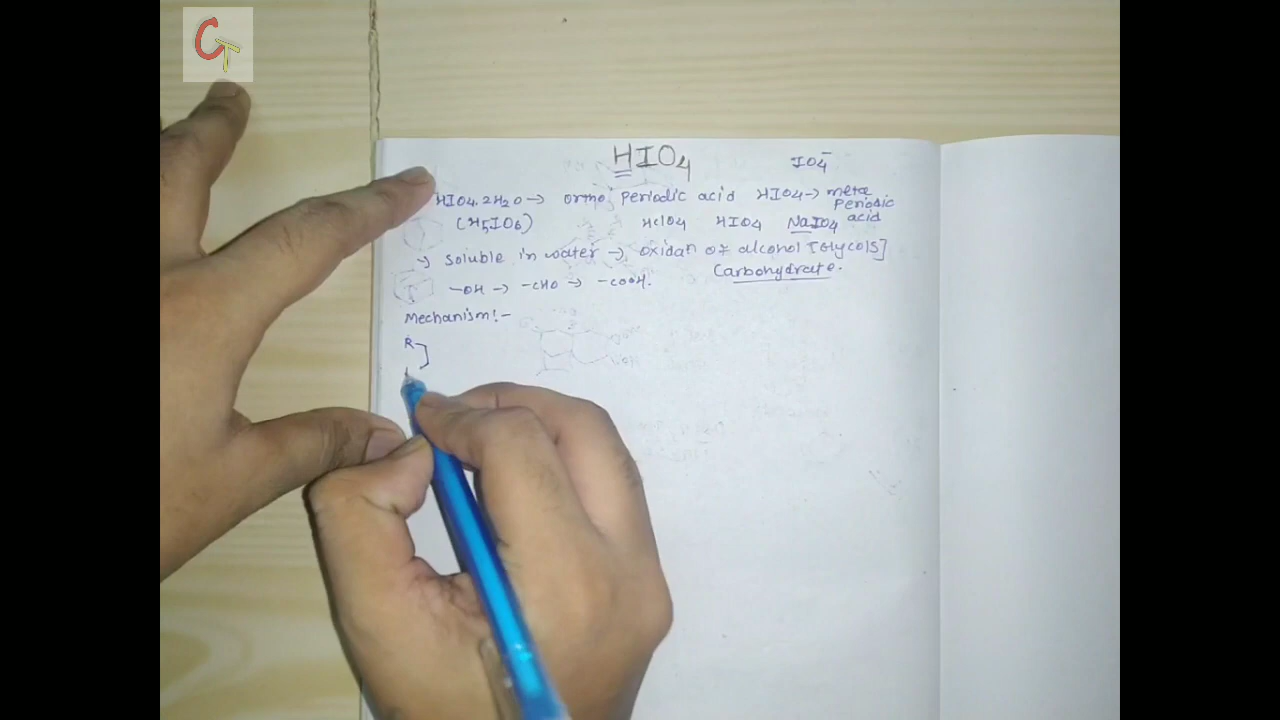 CT
HIO4 IO4⁻
HIO4.2H2O → ortho periodic acid HIO4 → meta periodic acid
(H5IO6) HClO4 HIO4 NaIO4
→ soluble in water → oxidan of alcohol [Glycols]
Carbohydrate.
-OH → -CHO → -COOH.
Mechanism:-
R